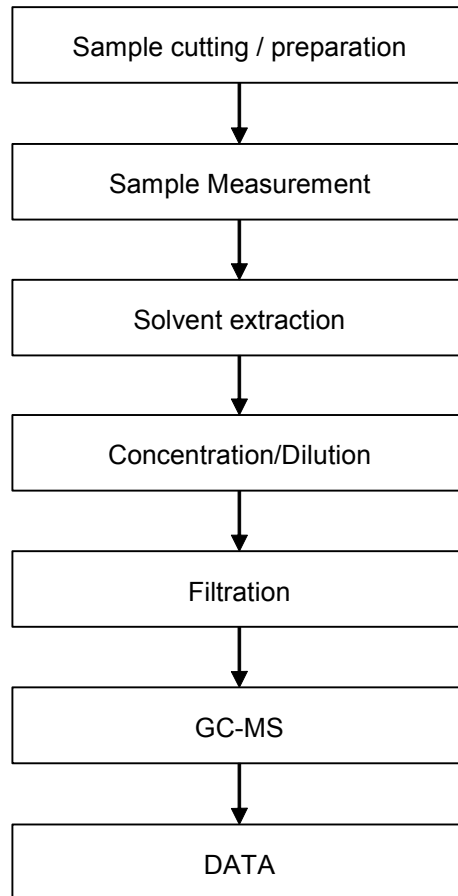 Sample cutting / preparation
Sample Measurement
Solvent extraction
Concentration/Dilution
Filtration
GC-MS
DATA